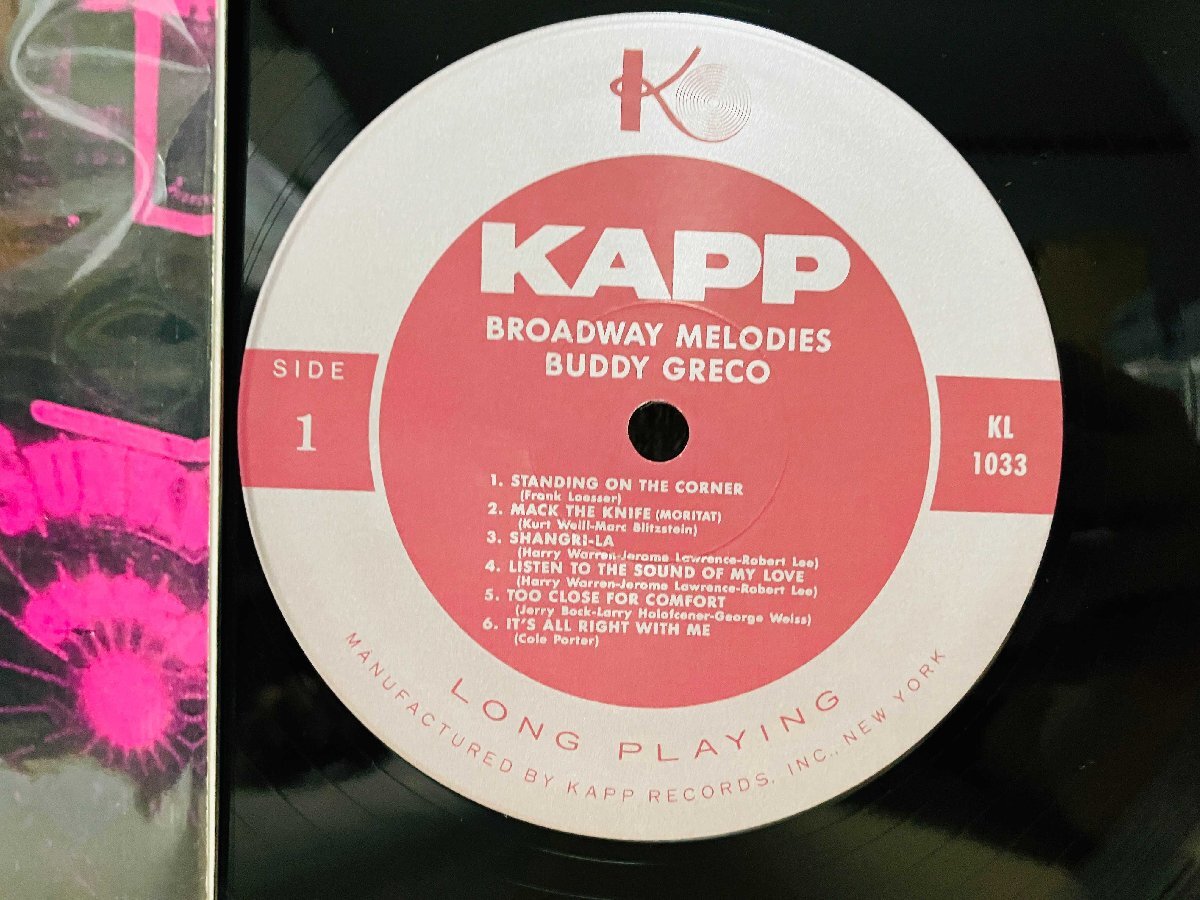 K
KAPP
BROADWAY MELODIES
BUDDY GRECO
SIDE
1
KL
1033
1. STANDING ON THE CORNER
(Frank Loesser)
2. MACK THE KNIFE (MORITAT)
(Kurt Weill-Marc Blitzstein)
3. SHANGRI-LA
(Harry Warren-Jerome Lawrence-Robert Lee)
4. LISTEN TO THE SOUND OF MY LOVE
(Harry Warren-Jerome Lawrence-Robert Lee)
5. TOO CLOSE FOR COMFORT
(Jerry Bock-Larry Holofcener-George Weiss)
6. IT'S ALL RIGHT WITH ME
(Cole Porter)
LONG PLAYING
MANUFACTURED BY KAPP RECORDS, INC., NEW YORK